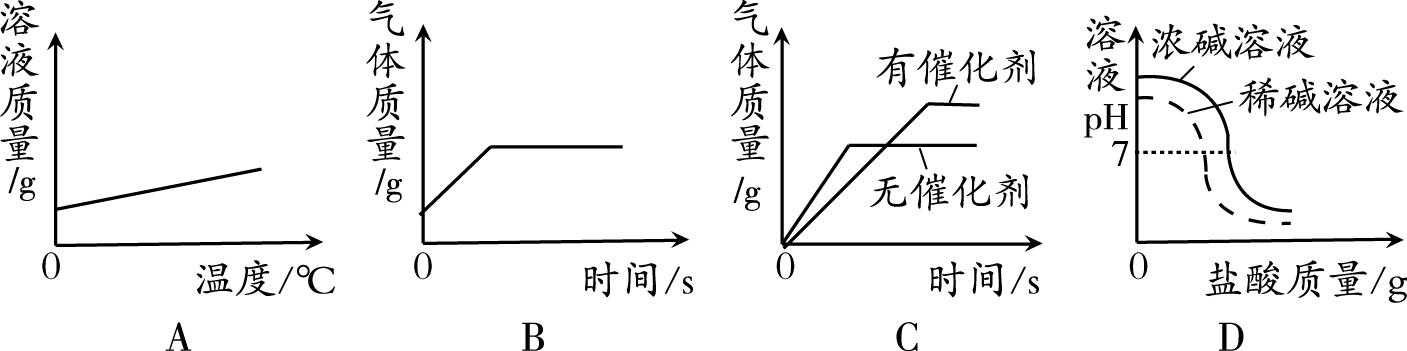 溶液质量/g
0
温度/℃
A
气体质量/g
0
时间/s
B
气体质量/g
有催化剂
无催化剂
0
时间/s
C
溶液pH
浓碱溶液
稀碱溶液
7
0
盐酸质量/g
D